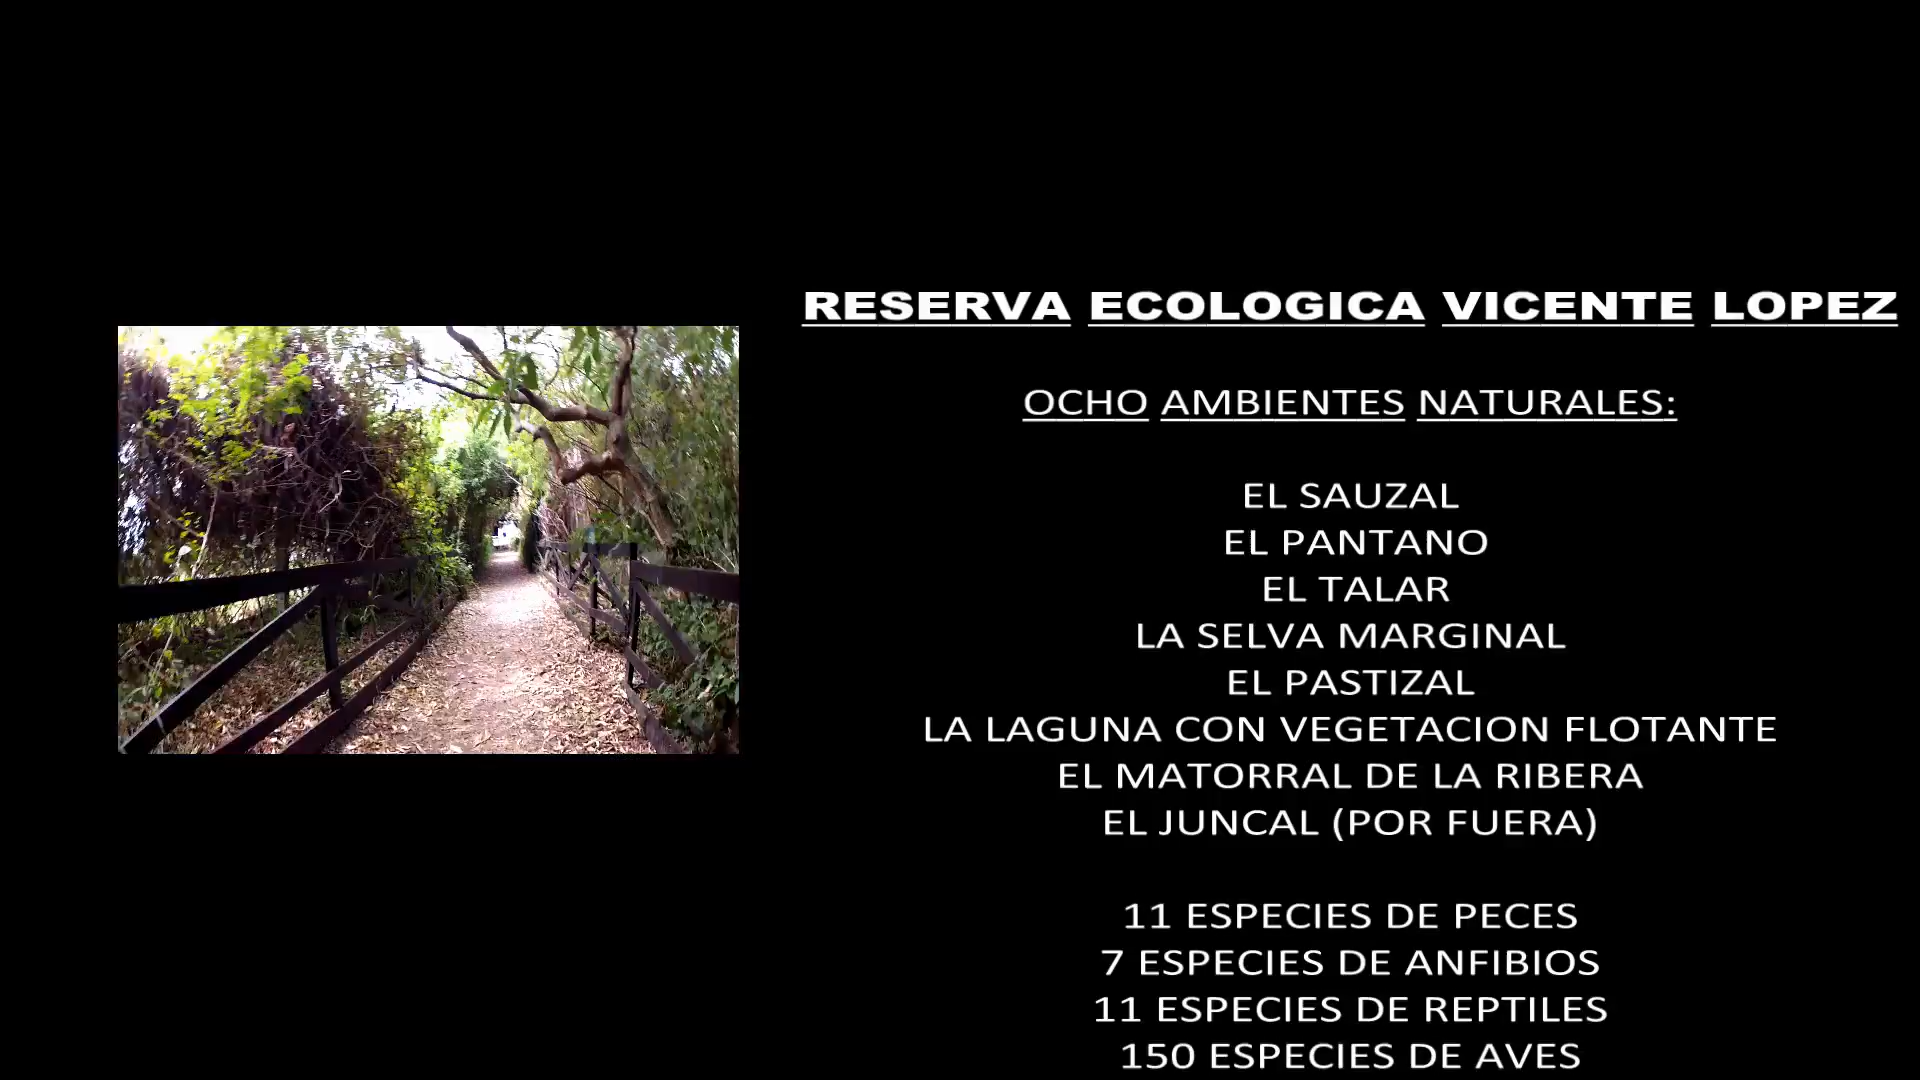 RESERVA ECOLOGICA VICENTE LOPEZ
OCHO AMBIENTES NATURALES:
EL SAUZAL
EL PANTANO
EL TALAR
LA SELVA MARGINAL
EL PASTIZAL
LA LAGUNA CON VEGETACION FLOTANTE
EL MATORRAL DE LA RIBERA
EL JUNCAL (POR FUERA)
11 ESPECIES DE PECES
7 ESPECIES DE ANFIBIOS
11 ESPECIES DE REPTILES
150 ESPECIES DE AVES